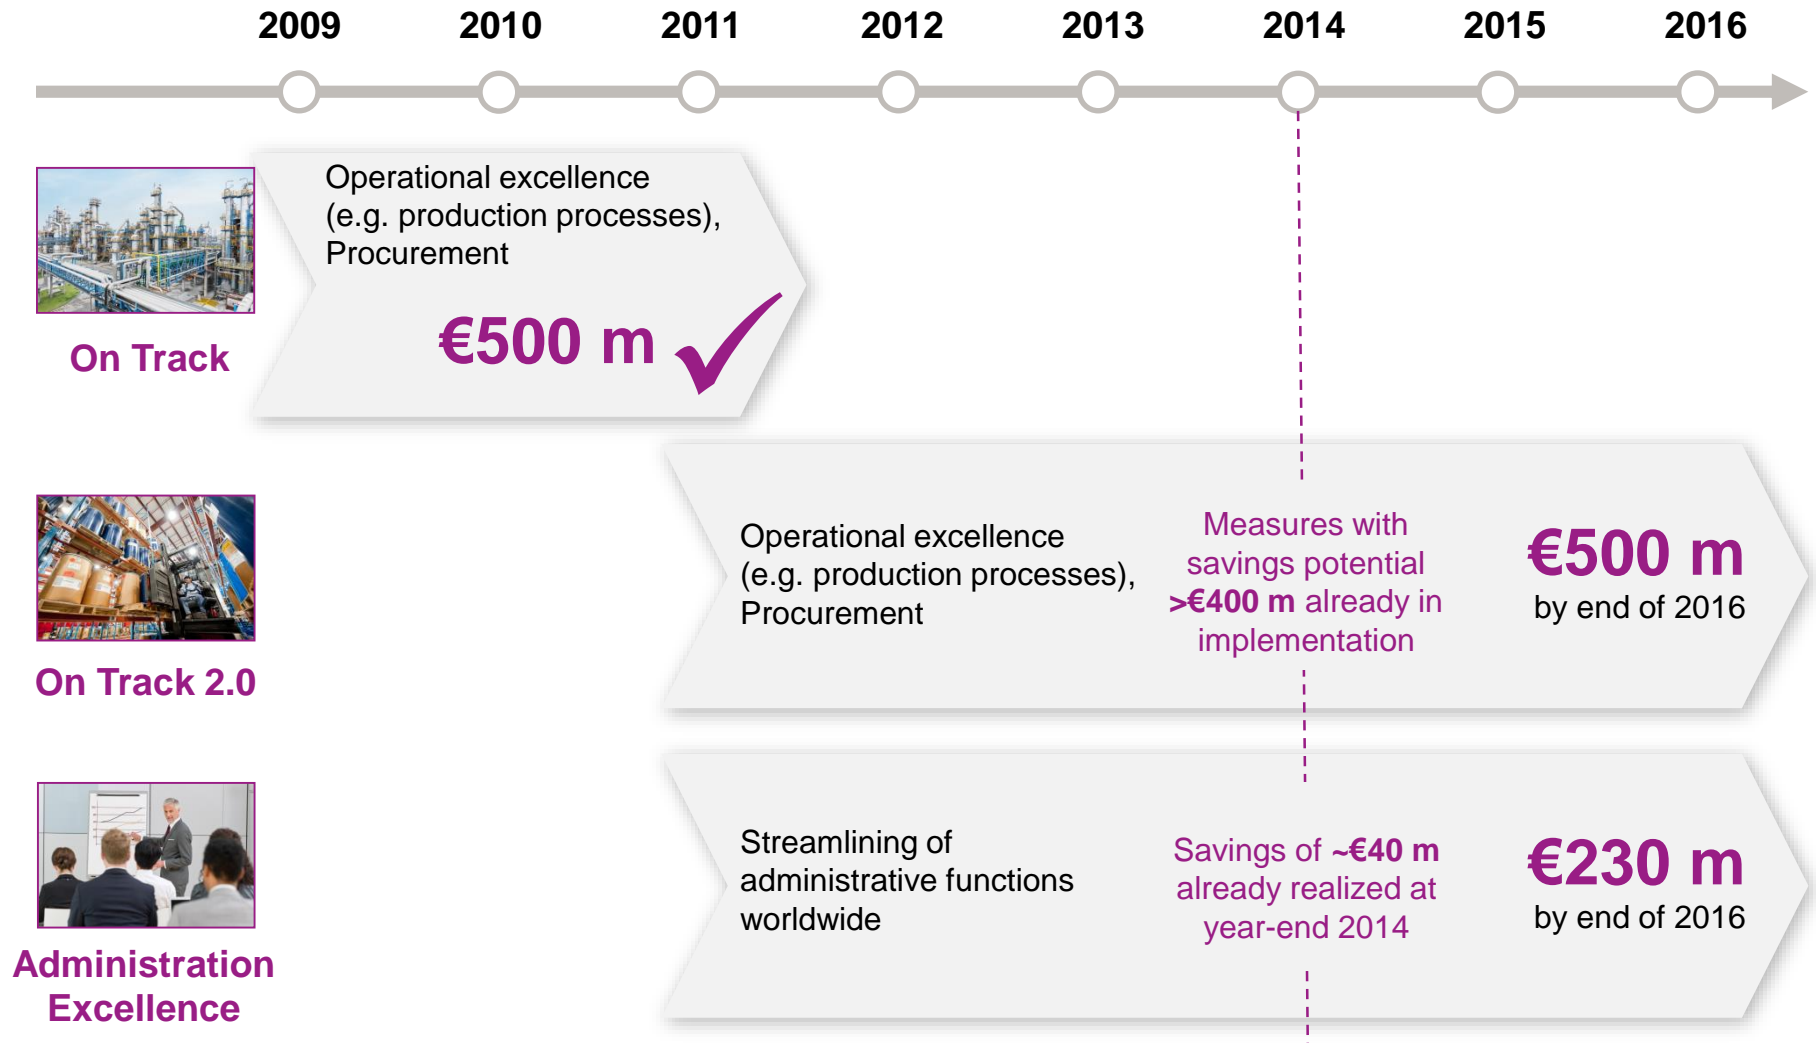 2009 2010 2011 2012 2013 2014 2015 2016
Operational excellence
(e.g. production processes),
Procurement
€500 m
On Track
Operational excellence
(e.g. production processes),
Procurement
Measures with
savings potential
>€400 m already in
implementation
€500 m
by end of 2016
On Track 2.0
Streamlining of
administrative functions
worldwide
Savings of ~€40 m
already realized at
year-end 2014
€230 m
by end of 2016
Administration
Excellence